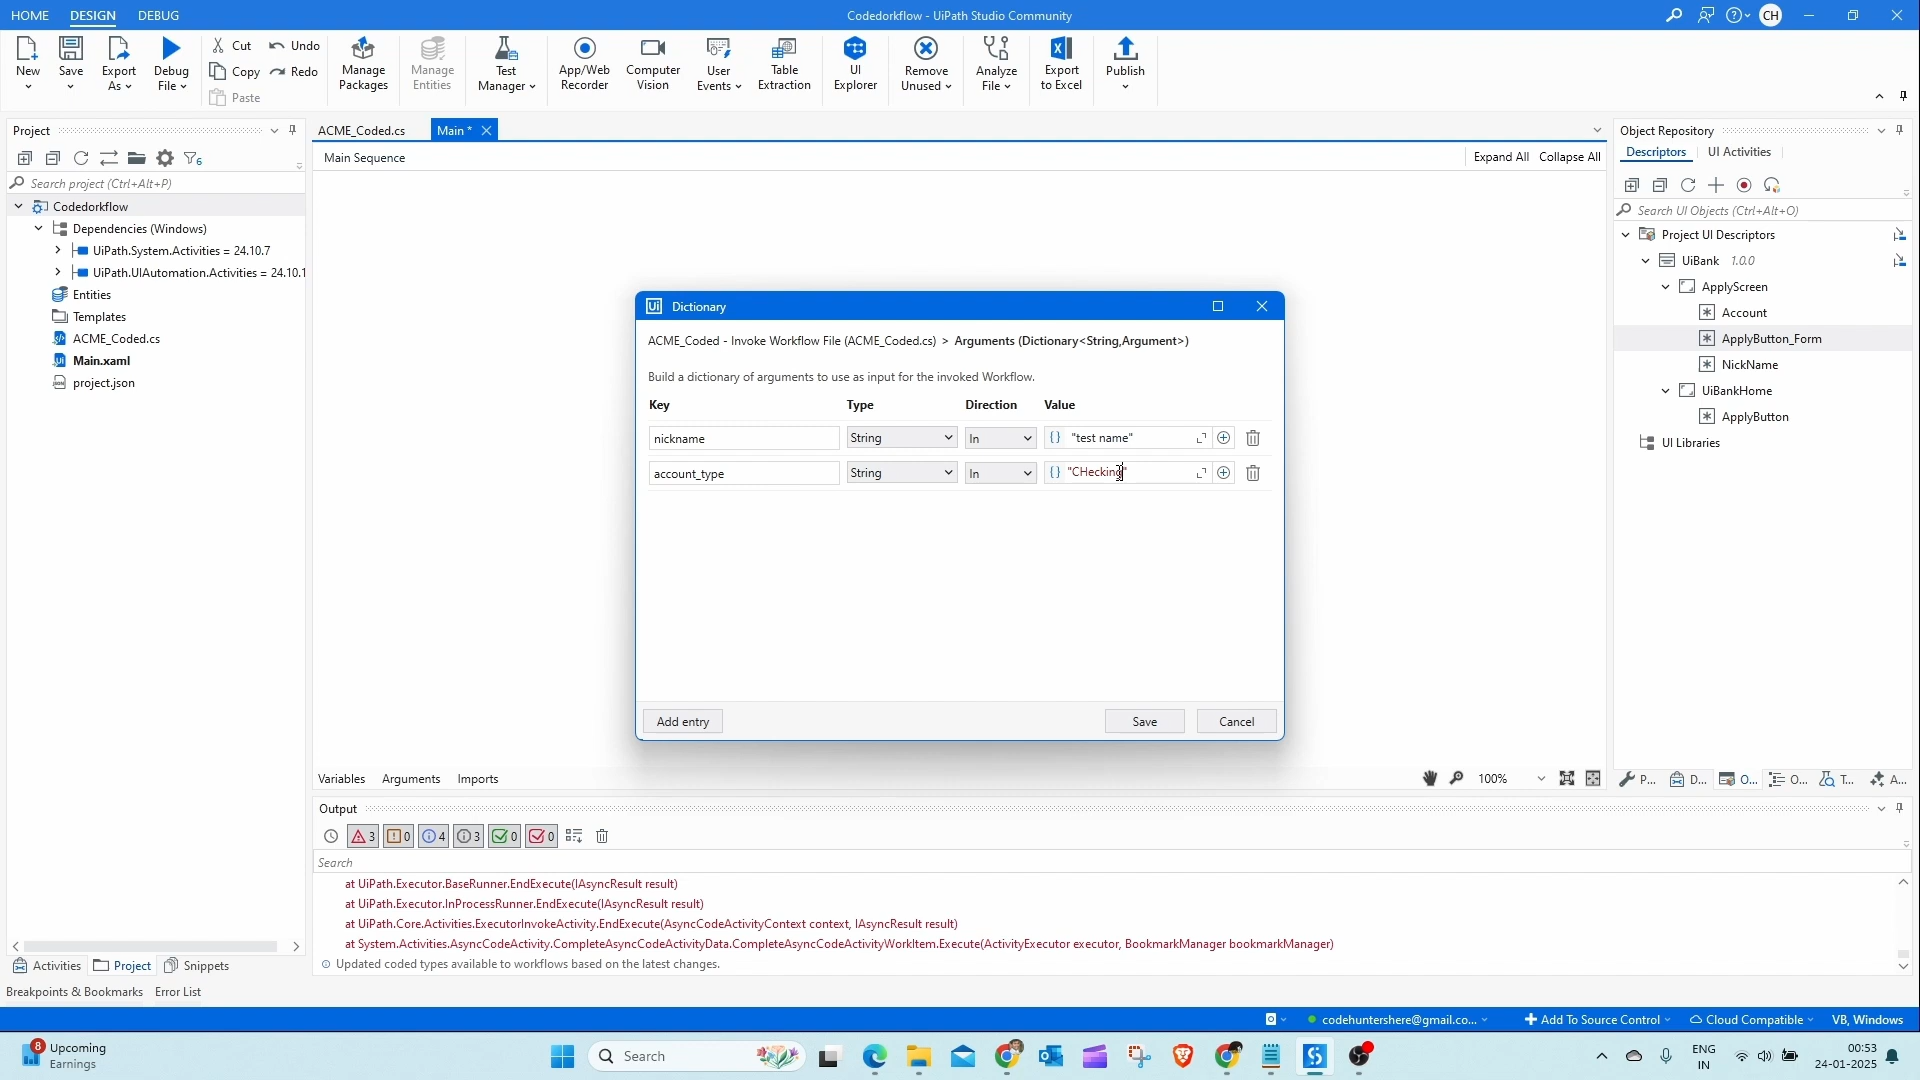 HOME DESIGN DEBUG Codedorkflow - UiPath Studio Community CH
New Save Export As Debug File Cut Copy Paste Undo Redo Manage Packages Manage Entities Test Manager App/Web Recorder Computer Vision User Events Table Extraction UI Explorer Remove Unused Analyze File Export to Excel Publish
Project
Search project (Ctrl+Alt+P)
Codedorkflow
Dependencies (Windows)
UiPath.System.Activities = 24.10.7
UiPath.UIAutomation.Activities = 24.10.1
Entities
Templates
ACME_Coded.cs
Main.xaml
project.json
Activities Project Snippets
ACME_Coded.cs Main *
Main Sequence Expand All Collapse All
Dictionary
ACME_Coded - Invoke Workflow File (ACME_Coded.cs) > Arguments (Dictionary<String,Argument>)
Build a dictionary of arguments to use as input for the invoked Workflow.
Key Type Direction Value
nickname String In "test name"
account_type String In "CHecking"
Add entry Save Cancel
Variables Arguments Imports 100%
Object Repository
Descriptors UI Activities
Search UI Objects (Ctrl+Alt+O)
Project UI Descriptors
UiBank 1.0.0
ApplyScreen
Account
ApplyButton_Form
NickName
UiBankHome
ApplyButton
UI Libraries
P... D... O... O... T... A...
Output
3 0 4 3 0 0
Search
at UiPath.Executor.BaseRunner.EndExecute(IAsyncResult result)
at UiPath.Executor.InProcessRunner.EndExecute(IAsyncResult result)
at UiPath.Core.Activities.ExecutorInvokeActivity.EndExecute(AsyncCodeActivityContext context, IAsyncResult result)
at System.Activities.AsyncCodeActivity.CompleteAsyncCodeActivityData.CompleteAsyncCodeActivityWorkItem.Execute(ActivityExecutor executor, BookmarkManager bookmarkManager)
Updated coded types available to workflows based on the latest changes.
Breakpoints & Bookmarks Error List
codehuntershere@gmail.co... Add To Source Control Cloud Compatible VB, Windows
8 Upcoming
Earnings
Search
ENG
IN
00:53
24-01-2025